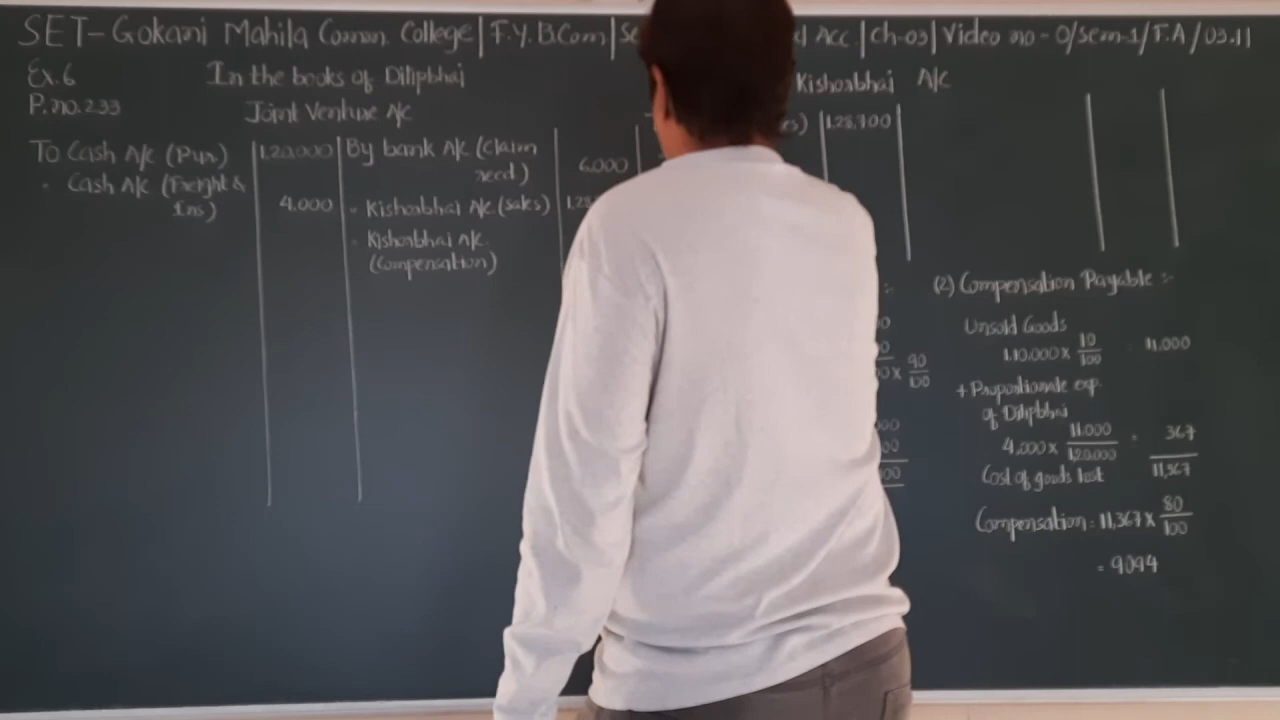 SET-Gokani Mahila Comm. College | F.Y. B.Com | Acc | Ch-03 | Video no - 0/sem-1/F.A/03.11
Ex.6
P.no.233
In the books of Dilipbhai
Joint Venture A/c
To Cash A/c (Pur.) 1,20,000 By bank A/c (Claim
recd) 6,000
- Cash A/c (Freight &
Ins) 4,000 - Kishorbhai A/c (sales)
- Kishorbhai A/c
(Compensation)
Kishorbhai A/c
1,28,700
90
100
(2) Compensation Payable :-
Unsold Goods
1,10,000 x 10/100 11,000
+ Proportionate exp.
of Dilipbhai
4,000 x 11,000/1,20,000 = 367
Cost of goods lost 11,367
Compensation = 11,367 x 80/100
= 9094